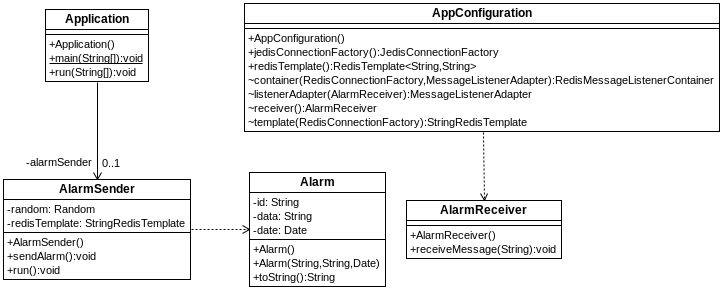 Application
+Application()
+main(String[]):void
+run(String[]):void
AppConfiguration
+AppConfiguration()
+jedisConnectionFactory():JedisConnectionFactory
+redisTemplate():RedisTemplate<String,String>
~container(RedisConnectionFactory,MessageListenerAdapter):RedisMessageListenerContainer
~listenerAdapter(AlarmReceiver):MessageListenerAdapter
~receiver():AlarmReceiver
~template(RedisConnectionFactory):StringRedisTemplate
-alarmSender 0..1
AlarmSender
-random: Random
-redisTemplate: StringRedisTemplate
+AlarmSender()
+sendAlarm():void
+run():void
Alarm
-id: String
-data: String
-date: Date
+Alarm()
+Alarm(String,String,Date)
+toString():String
AlarmReceiver
+AlarmReceiver()
+receiveMessage(String):void